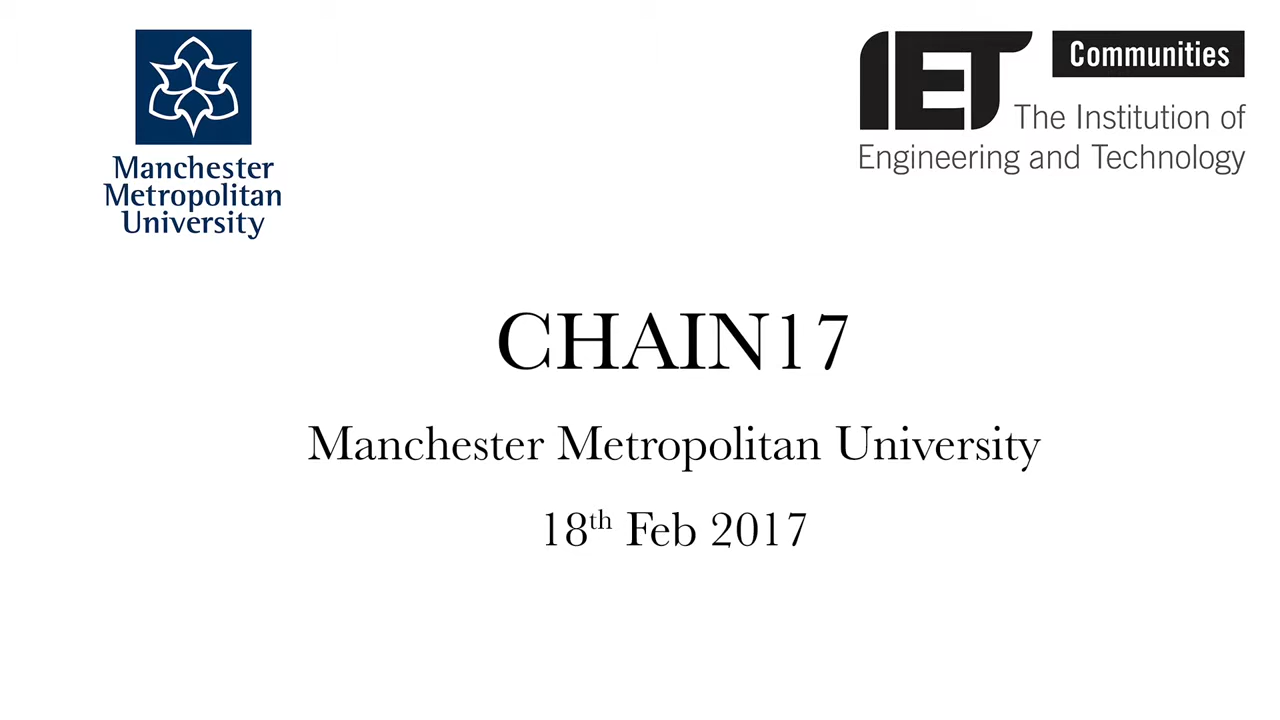 Manchester
Metropolitan
University
IET Communities
The Institution of
Engineering and Technology
CHAIN17
Manchester Metropolitan University
18th Feb 2017